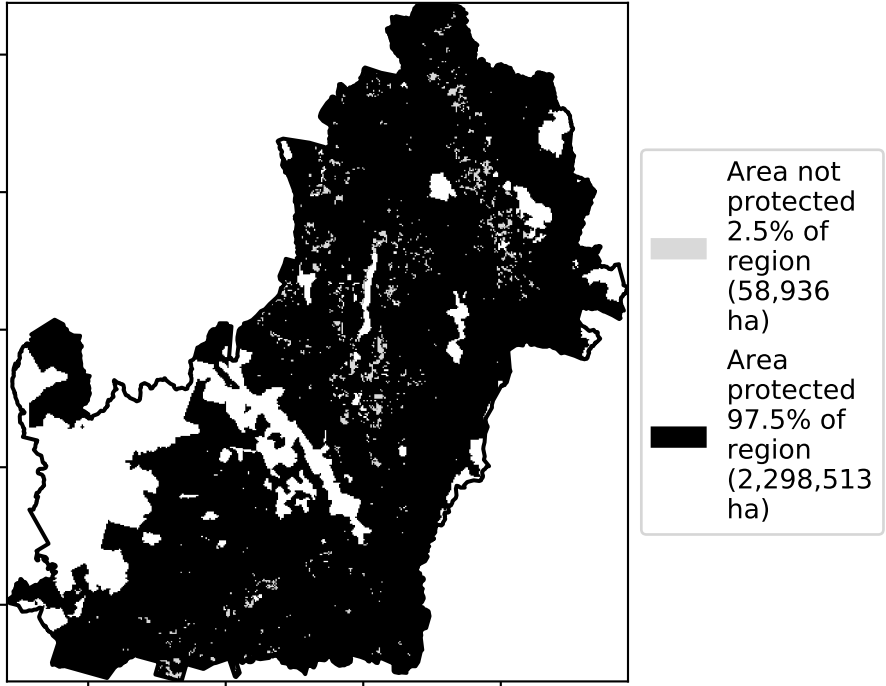 Area not
protected
2.5% of
region
(58,936
ha)
Area
protected
97.5% of
region
(2,298,513
ha)